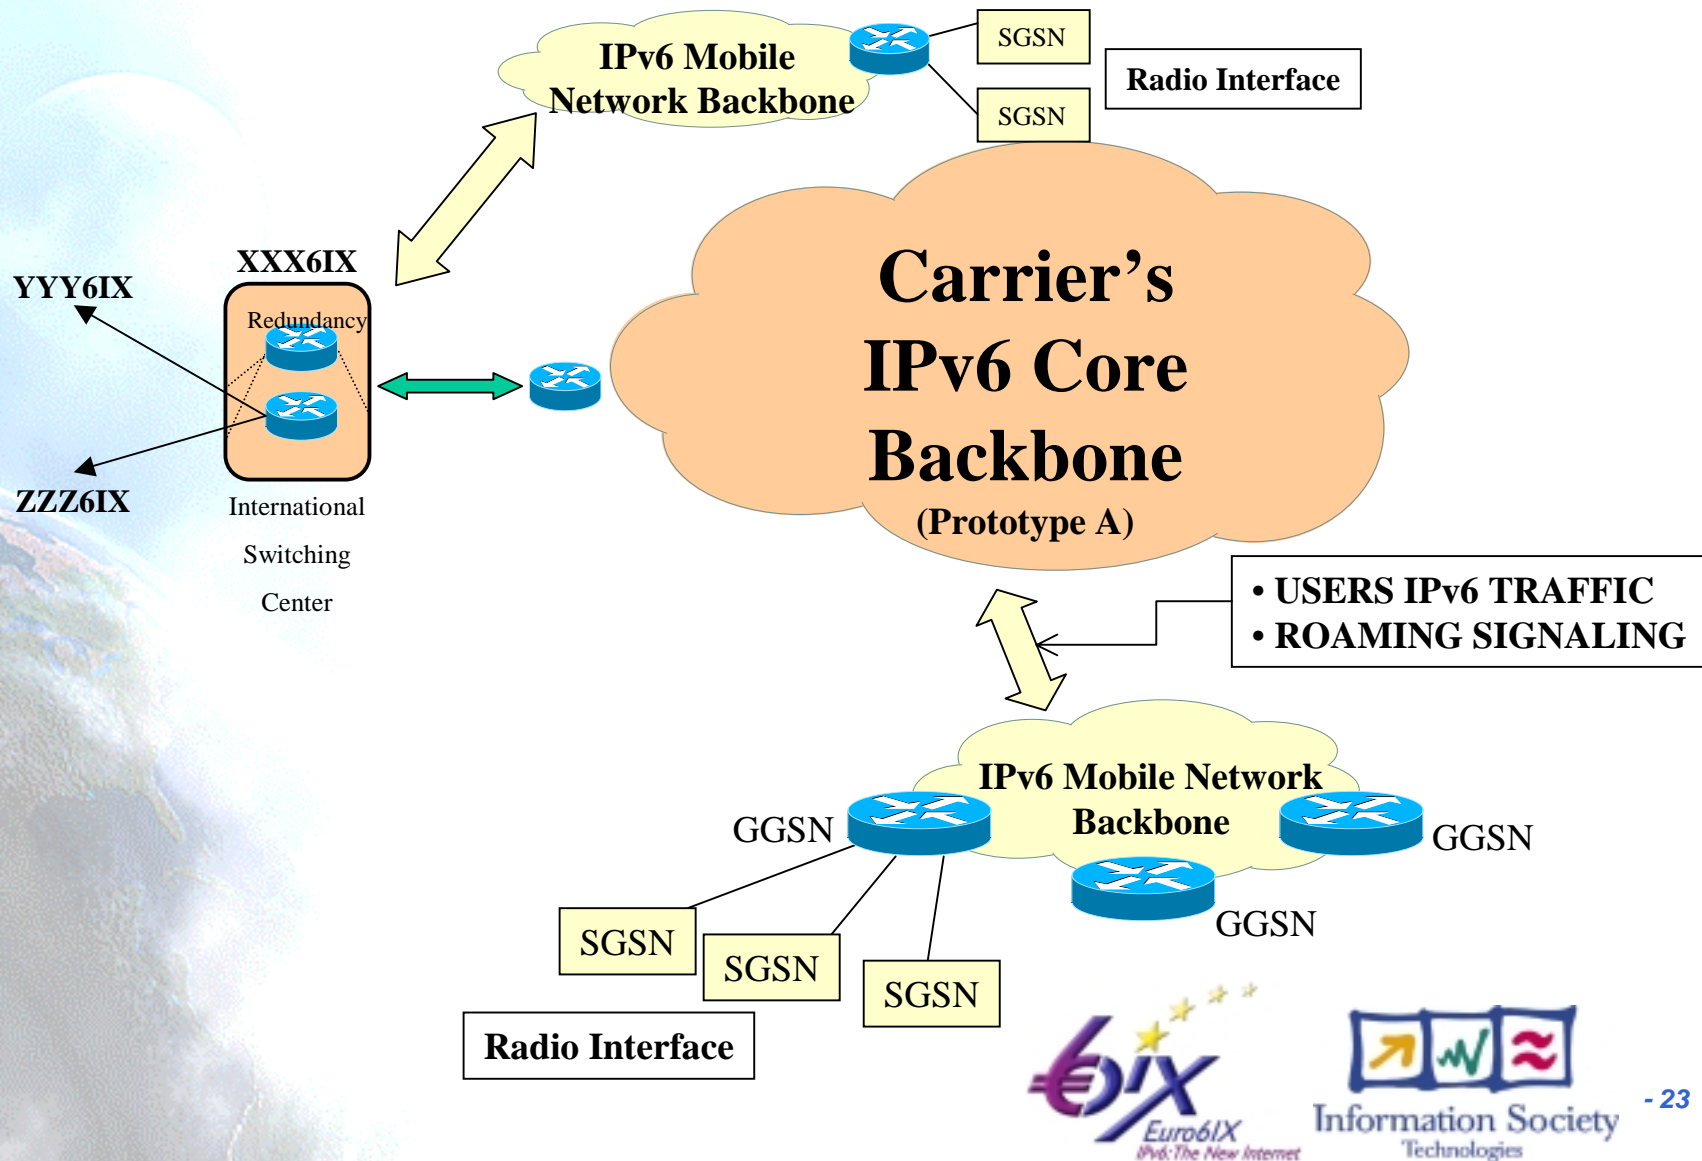 IPv6 Mobile
Network Backbone
SGSN
SGSN
Radio Interface
XXX6IX
YYY6IX
Redundancy
ZZZ6IX
International
Switching
Center
Carrier’s
IPv6 Core
Backbone
(Prototype A)
• USERS IPv6 TRAFFIC
• ROAMING SIGNALING
IPv6 Mobile Network
Backbone
GGSN
GGSN
GGSN
SGSN
SGSN
SGSN
Radio Interface
€6IX
Euro6IX
IPv6: The New Internet
Information Society
Technologies
- 23